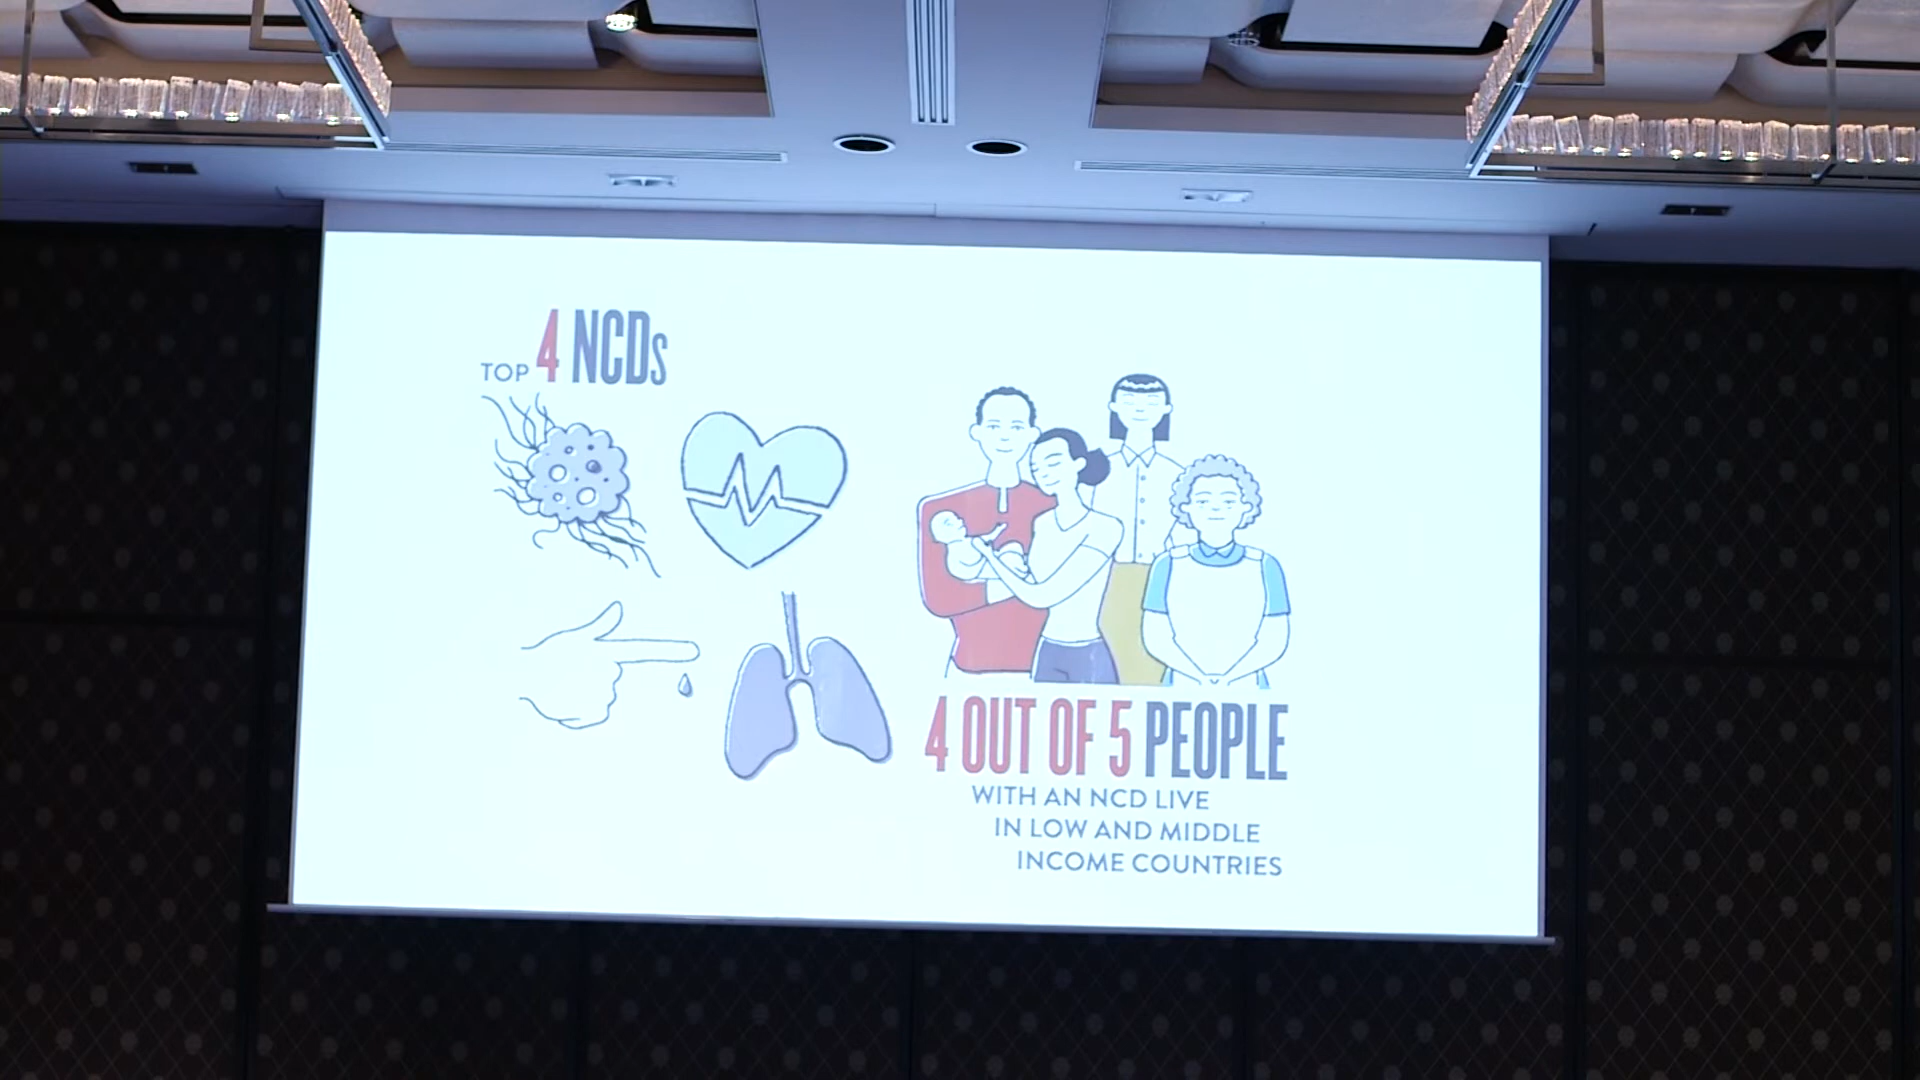 TOP 4 NCDs
4 OUT OF 5 PEOPLE
WITH AN NCD LIVE
IN LOW AND MIDDLE
INCOME COUNTRIES